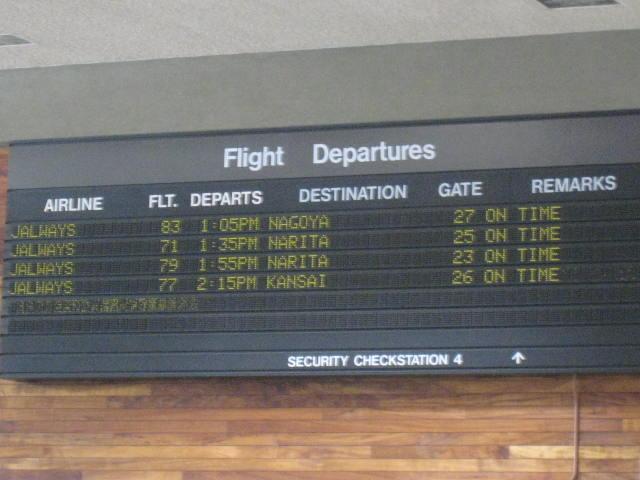 Flight Departures
AIRLINE FLT. DEPARTS DESTINATION GATE REMARKS
JALWAYS 83 1:05PM NAGOYA 27 ON TIME
JALWAYS 71 1:35PM NARITA 25 ON TIME
JALWAYS 79 1:55PM NARITA 23 ON TIME
JALWAYS 77 2:15PM KANSAI 26 ON TIME
SECURITY CHECKSTATION 4 ↑